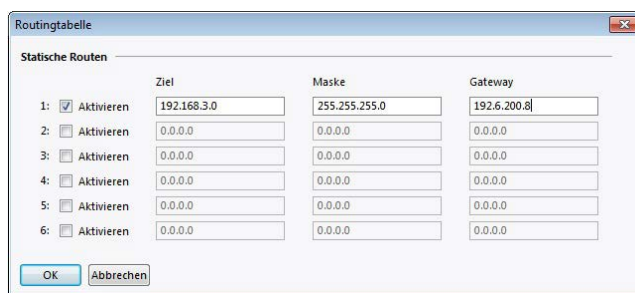 Routingtabelle
Statische Routen
Ziel Maske Gateway
1: Aktivieren 192.168.3.0 255.255.255.0 192.6.200.8
2: Aktivieren 0.0.0.0 0.0.0.0 0.0.0.0
3: Aktivieren 0.0.0.0 0.0.0.0 0.0.0.0
4: Aktivieren 0.0.0.0 0.0.0.0 0.0.0.0
5: Aktivieren 0.0.0.0 0.0.0.0 0.0.0.0
6: Aktivieren 0.0.0.0 0.0.0.0 0.0.0.0
OK Abbrechen